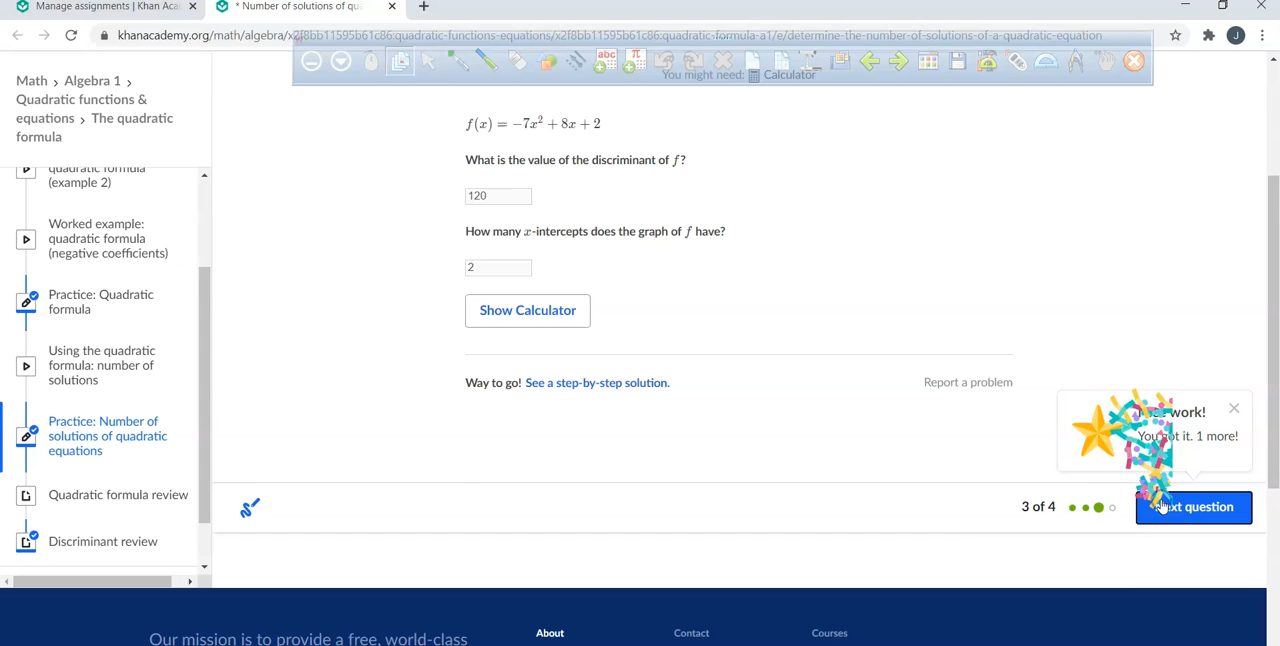 Manage assignments | Khan Aca
* Number of solutions of qu
khanacademy.org/math/algebra/x2f8bb11595b61c86:quadratic-functions-equations/x2f8bb11595b61c86:quadratic-formula-a1/e/determine-the-number-of-solutions-of-a-quadratic-equation
J
abc
π
You might need: Calculator
Math › Algebra 1 ›
Quadratic functions &
equations › The quadratic
formula
quadratic formula
(example 2)
Worked example:
quadratic formula
(negative coefficients)
Practice: Quadratic
formula
Using the quadratic
formula: number of
solutions
Practice: Number of
solutions of quadratic
equations
Quadratic formula review
Discriminant review
f(x) = −7x² + 8x + 2
What is the value of the discriminant of f?
120
How many x-intercepts does the graph of f have?
2
Show Calculator
Way to go! See a step-by-step solution.
Report a problem
work!
You got it. 1 more!
3 of 4
question
Our mission is to provide a free, world-class
About
Contact
Courses